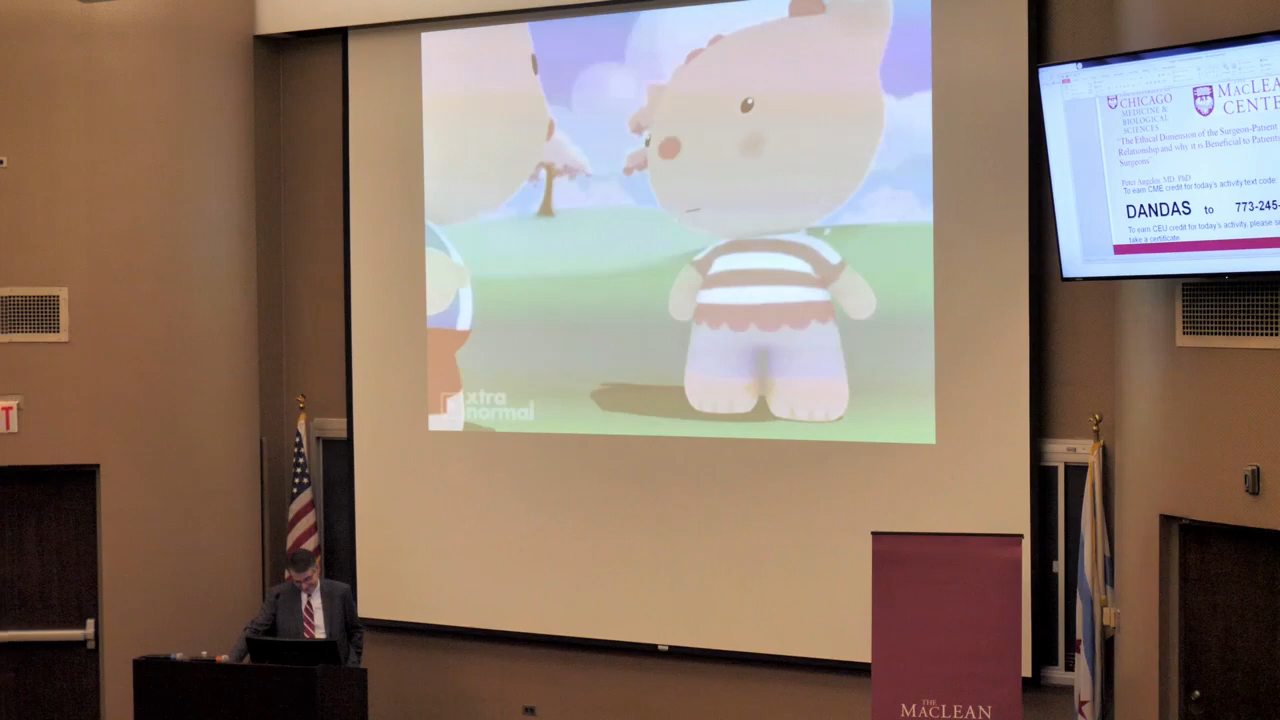 xtra
normal
CHICAGO
MEDICINE &
BIOLOGICAL
SCIENCES
MACLEA
CENTE
The Ethical Dimension of the Surgeon-Patient
Relationship and why it is Beneficial to Patients
Surgeons
Peter Angelos, MD, PhD
To earn CME credit for today's activity text code:
DANDAS to 773-245-
To earn CEU credit for today's activity, please s
take a certificate
T
THE
MACLEAN